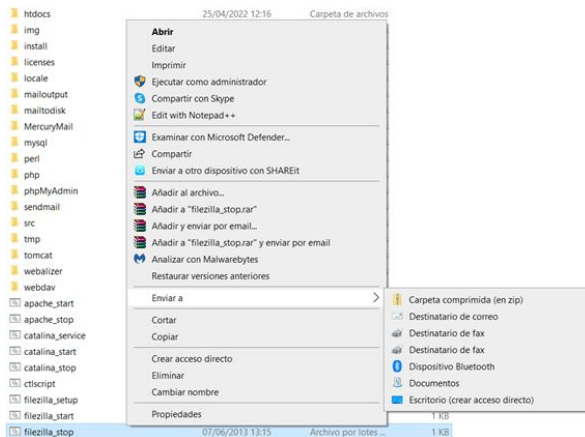 htdocs 25/04/2022 12:16 Carpeta de archivos
img
install
licenses
locale
mailoutput
mailtodisk
MercuryMail
mysql
perl
php
phpMyAdmin
sendmail
src
tmp
tomcat
webalizer
webdav
apache_start
apache_stop
catalina_service
catalina_start
catalina_stop
ctlscript
filezilla_setup
filezilla_start 1 KB
filezilla_stop 07/06/2013 13:15 Archivo por lotes ... 1 KB
Abrir
Editar
Imprimir
Ejecutar como administrador
Compartir con Skype
Edit with Notepad++
Examinar con Microsoft Defender...
Compartir
Enviar a otro dispositivo con SHAREit
Añadir al archivo...
Añadir a "filezilla_stop.rar"
Añadir y enviar por email...
Añadir a "filezilla_stop.rar" y enviar por email
Analizar con Malwarebytes
Restaurar versiones anteriores
Enviar a
Cortar
Copiar
Crear acceso directo
Eliminar
Cambiar nombre
Propiedades
Carpeta comprimida (en zip)
Destinatario de correo
Destinatario de fax
Destinatario de fax
Dispositivo Bluetooth
Documentos
Escritorio (crear acceso directo)